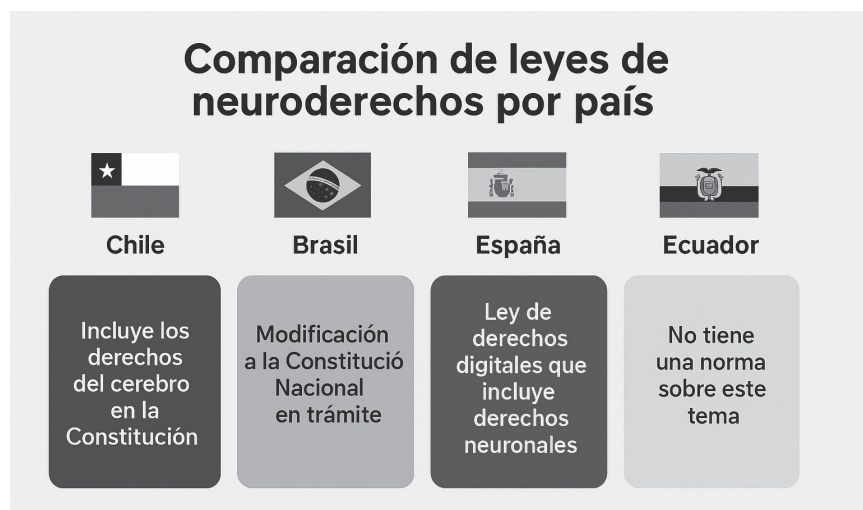 Comparación de leyes de
neuroderechos por país
Chile
Brasil
España
Ecuador
Incluye los
derechos
del cerebro
en la
Constitución
Modificación
a la Constitució
Nacional
en trámite
Ley de
derechos
digitales que
incluye
derechos
neuronales
No tiene
una norma
sobre este
tema